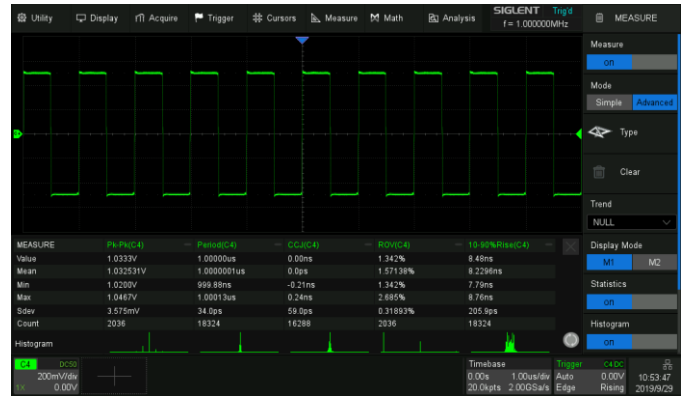 Utility Display Acquire Trigger Cursors Measure Math Analysis SIGLENT Trig'd MEASURE
f = 1.000000MHz
Measure
on
Mode
Simple Advanced
Type
Clear
Trend
NULL
MEASURE Pk-Pk(C4) Period(C4) CCJ(C4) ROV(C4) 10-90%Rise(C4) Display Mode
Value 1.0333V 1.00000us 0.00ns 1.342% 8.48ns M1 M2
Mean 1.032531V 1.0000001us 0.0ps 1.57138% 8.2296ns
Min 1.0200V 999.88ns -0.21ns 1.342% 7.79ns Statistics
Max 1.0467V 1.00013us 0.24ns 2.685% 8.76ns on
Sdev 3.575mV 34.0ps 59.0ps 0.31893% 205.9ps
Count 2036 18324 16288 2036 18324 Histogram
Histogram on
C4 DC50 Timebase Trigger C4 DC
200mV/div 0.00s 1.00us/div Auto 0.00V 10:53:47
1X 0.00V 20.0kpts 2.00GSa/s Edge Rising 2019/9/29